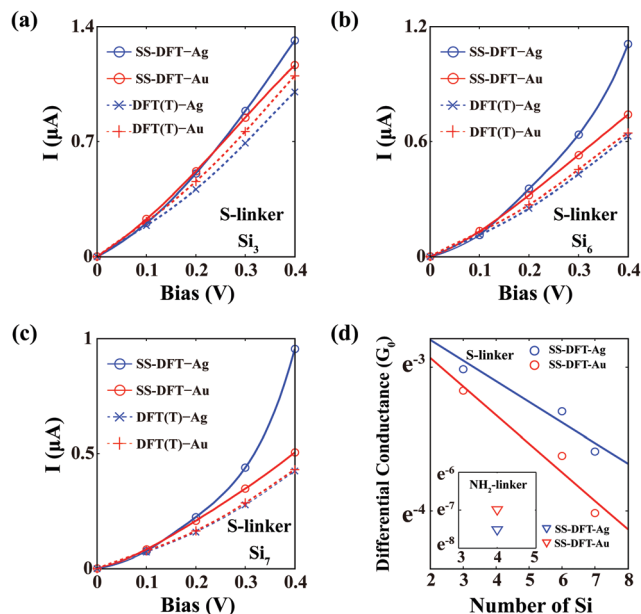 (a)
1.4
0.7
0
I (μA)
SS-DFT−Ag
SS-DFT−Au
DFT(T)−Ag
DFT(T)−Au
S-linker
Si3
0 0.1 0.2 0.3 0.4
Bias (V)
(b)
1.2
0.6
0
I (μA)
SS-DFT−Ag
SS-DFT−Au
DFT(T)−Ag
DFT(T)−Au
S-linker
Si6
0 0.1 0.2 0.3 0.4
Bias (V)
(c)
1
0.5
0
I (μA)
SS-DFT−Ag
SS-DFT−Au
DFT(T)−Ag
DFT(T)−Au
S-linker
Si7
0 0.1 0.2 0.3 0.4
Bias (V)
(d)
Differential Conductance (G0)
e-3
e-4
S-linker
SS-DFT-Ag
SS-DFT-Au
e-6
e-7
e-8
NH2-linker
3 4 5
SS-DFT-Ag
SS-DFT-Au
2 3 4 5 6 7 8
Number of Si